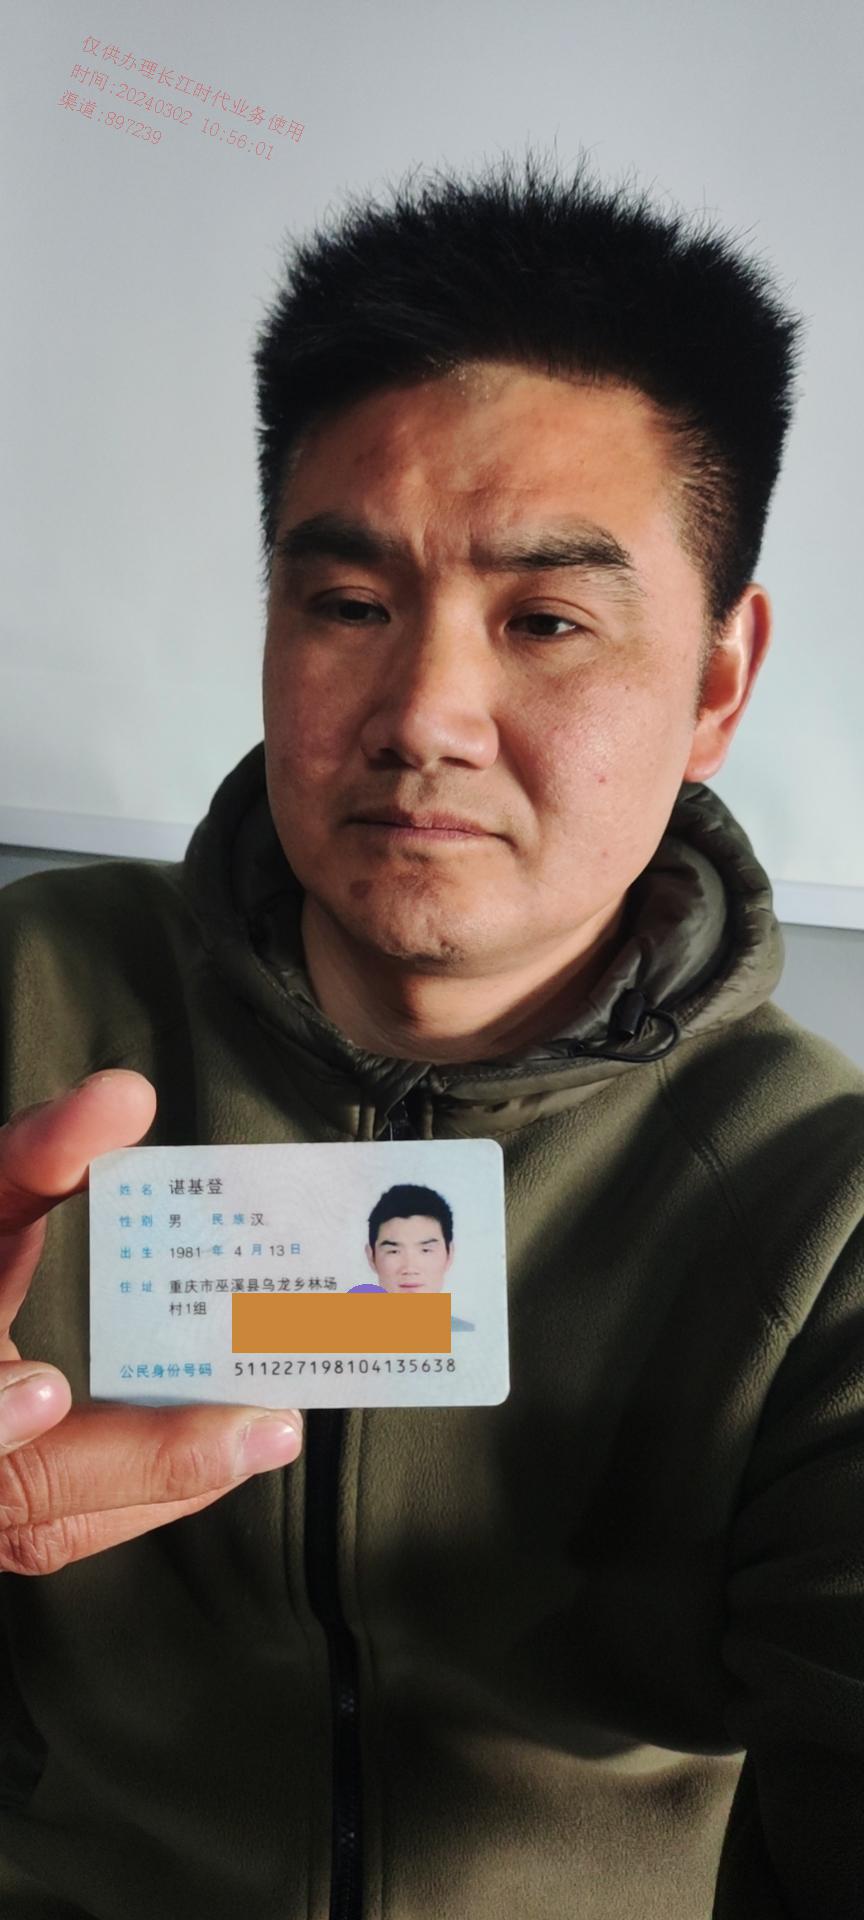 仅供办理长江时代业务使用
时间:20240302 10:56:01
渠道:897239
姓名 谌基登
性别 男 民族 汉
出生 1981 年 4 月 13 日
住址 重庆市巫溪县乌龙乡林场
村1组
公民身份号码 511227198104135638